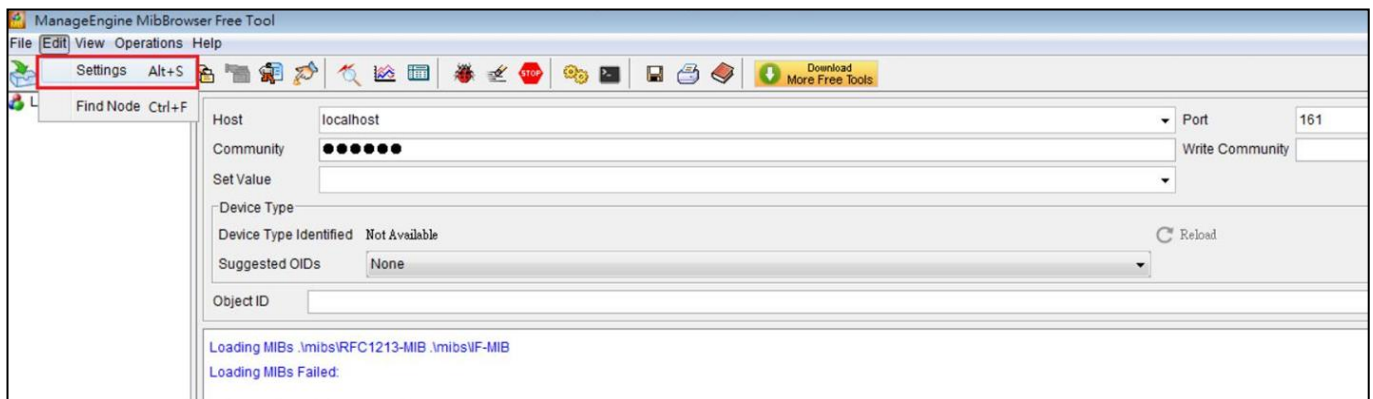 ManageEngine MibBrowser Free Tool
File Edit View Operations Help
Settings Alt+S
STOP
Download
More Free Tools
L
Find Node Ctrl+F
Host localhost Port 161
Community ●●●●●● Write Community
Set Value
Device Type
Device Type Identified Not Available Reload
Suggested OIDs None
Object ID
Loading MIBs .\mibs\RFC1213-MIB .\mibs\IF-MIB
Loading MIBs Failed: